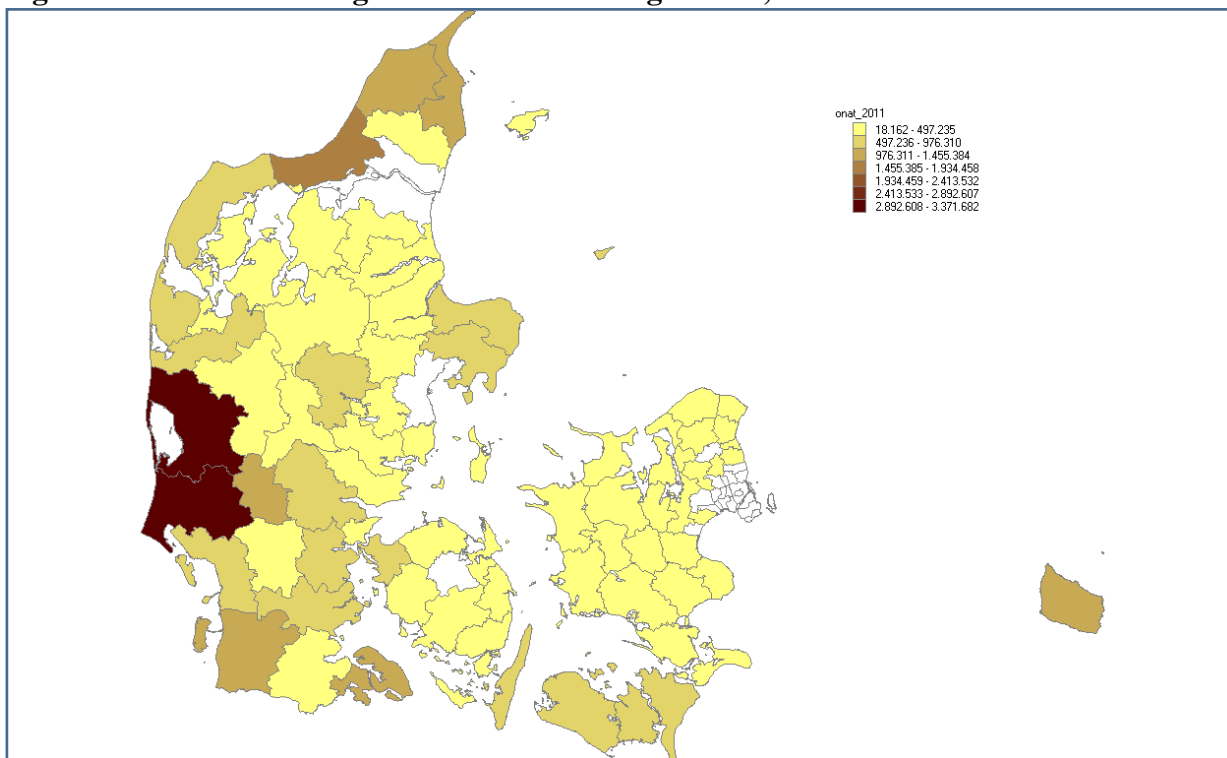 onat_2011
18.162 - 497.235
497.236 - 976.310
976.311 - 1.455.384
1.455.385 - 1.934.458
1.934.459 - 2.413.532
2.413.533 - 2.892.607
2.892.608 - 3.371.682